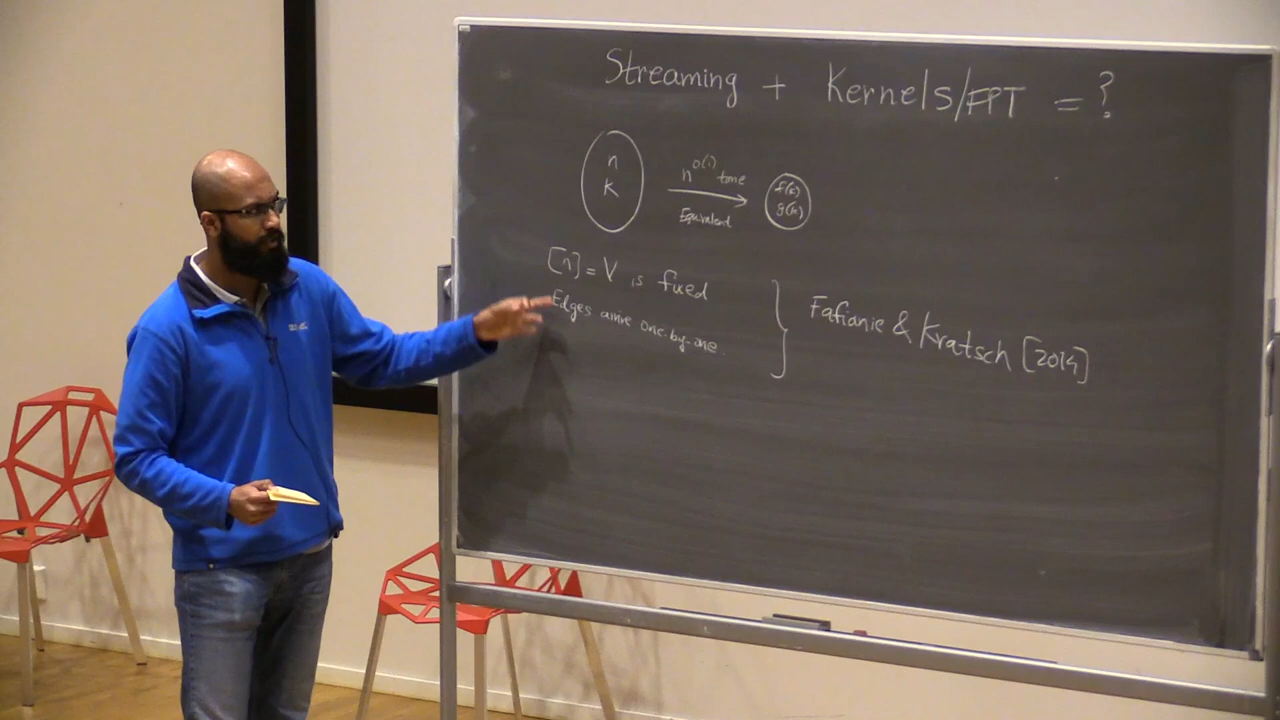 Streaming + Kernels/FPT = ?
n
k
n^O(1) time
Equivalent
f(k)
g(k)
[n] = V is fixed
Edges arrive one-by-one.
Fafianie & Kratsch [2014]